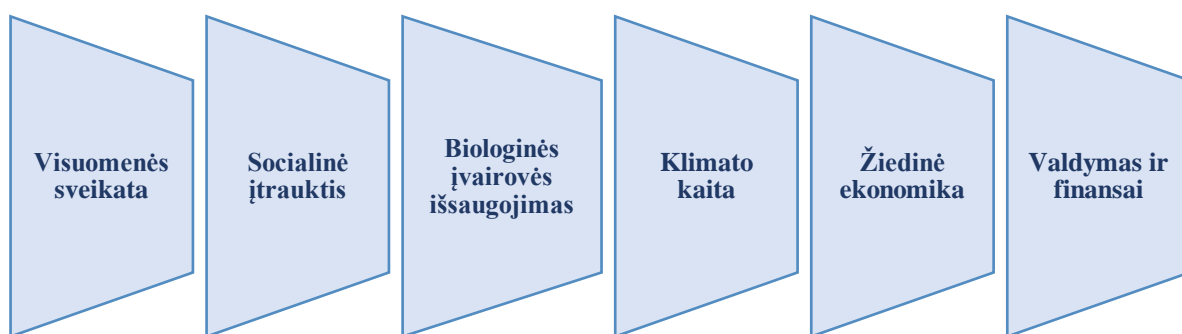 Visuomenės
sveikata
Socialinė
įtrauktis
Biologinės
įvairovės
išsaugojimas
Klimato
kaita
Žiedinė
ekonomika
Valdymas ir
finansai